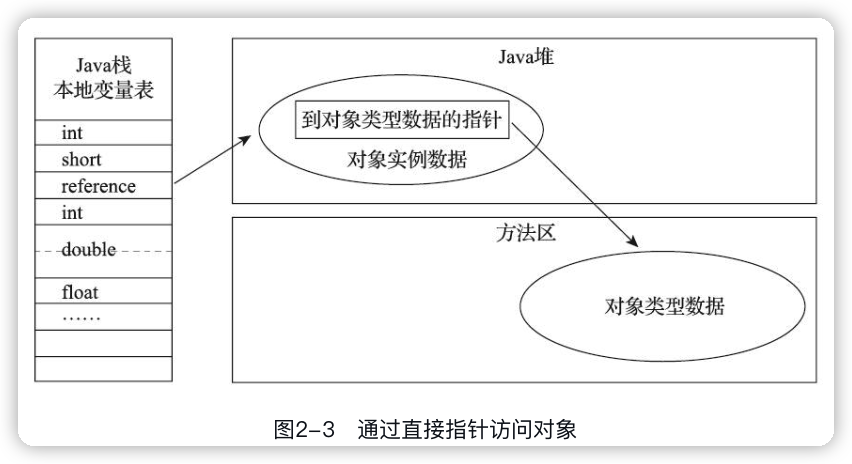 Java栈
本地变量表
int
short
reference
int
double
float
……
Java堆
到对象类型数据的指针
对象实例数据
方法区
对象类型数据
图2-3 通过直接指针访问对象